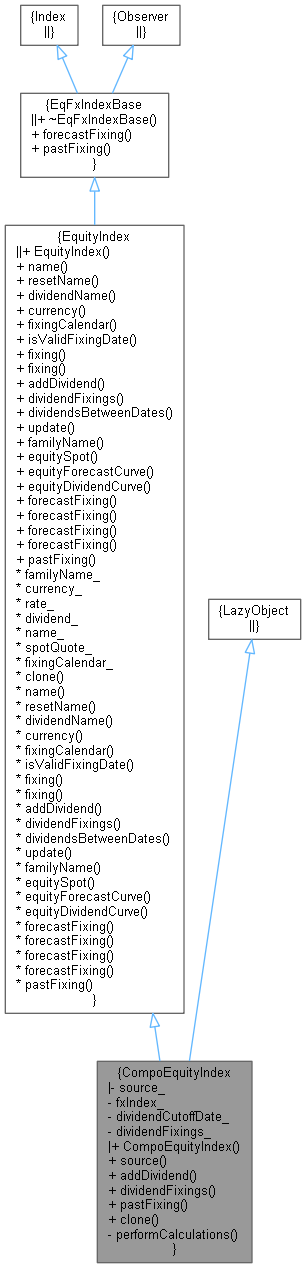 {Index
||}
{Observer
||}
{EqFxIndexBase
||+ ~EqFxIndexBase()
+ forecastFixing()
+ pastFixing()
}
{EquityIndex
||+ EquityIndex()
+ name()
+ resetName()
+ dividendName()
+ currency()
+ fixingCalendar()
+ isValidFixingDate()
+ fixing()
+ fixing()
+ addDividend()
+ dividendFixings()
+ dividendsBetweenDates()
+ update()
+ familyName()
+ equitySpot()
+ equityForecastCurve()
+ equityDividendCurve()
+ forecastFixing()
+ forecastFixing()
+ forecastFixing()
+ forecastFixing()
+ pastFixing()
* familyName_
* currency_
* rate_
* dividend_
* name_
* spotQuote_
* fixingCalendar_
* clone()
* name()
* resetName()
* dividendName()
* currency()
* fixingCalendar()
* isValidFixingDate()
* fixing()
* fixing()
* addDividend()
* dividendFixings()
* dividendsBetweenDates()
* update()
* familyName()
* equitySpot()
* equityForecastCurve()
* equityDividendCurve()
* forecastFixing()
* forecastFixing()
* forecastFixing()
* forecastFixing()
* pastFixing()
}
{LazyObject
||}
{CompoEquityIndex
|- source_
- fxIndex_
- dividendCutoffDate_
- dividendFixings_
|+ CompoEquityIndex()
+ source()
+ addDividend()
+ dividendFixings()
+ pastFixing()
+ clone()
- performCalculations()
}